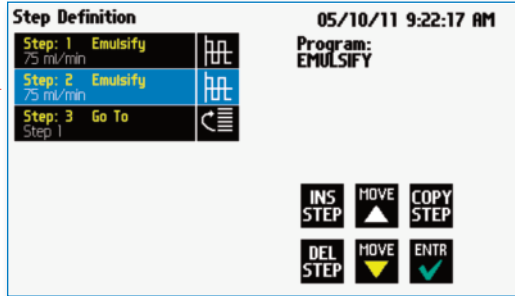 Step Definition
05/10/11 9:22:17 AM
Step: 1 Emulsify
75 ml/min
Step: 2 Emulsify
75 ml/min
Step: 3 Go To
Step 1
Program:
EMULSIFY
INS
STEP
MOVE
COPY
STEP
DEL
STEP
MOVE
ENTR